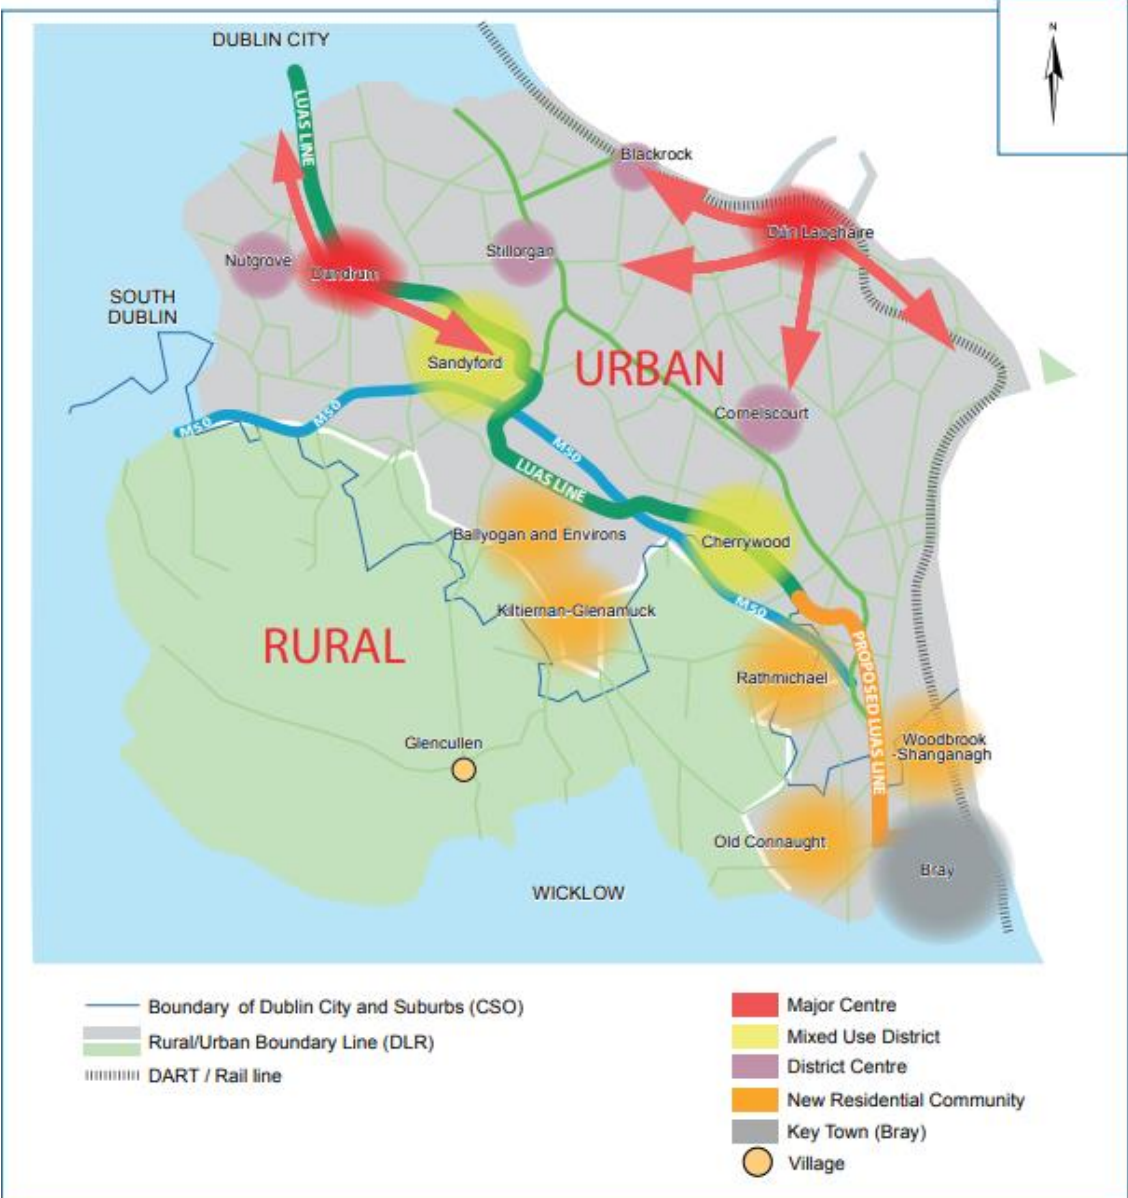 N
DUBLIN CITY
LUAS LINE
Blackrock
Dún Laoghaire
Stillorgan
Nutgrove
Dundrum
SOUTH
DUBLIN
Sandyford
URBAN
Cornelscourt
M50
M50
M50
LUAS LINE
Ballyogan and Environs
Cherrywood
Kiltiernan-Glenamuck
M50
RURAL
PROPOSED LUAS LINE
Rathmichael
Glencullen
Woodbrook
-Shanganagh
Old Connaught
Bray
WICKLOW
Boundary of Dublin City and Suburbs (CSO)
Rural/Urban Boundary Line (DLR)
DART / Rail line
Major Centre
Mixed Use District
District Centre
New Residential Community
Key Town (Bray)
Village